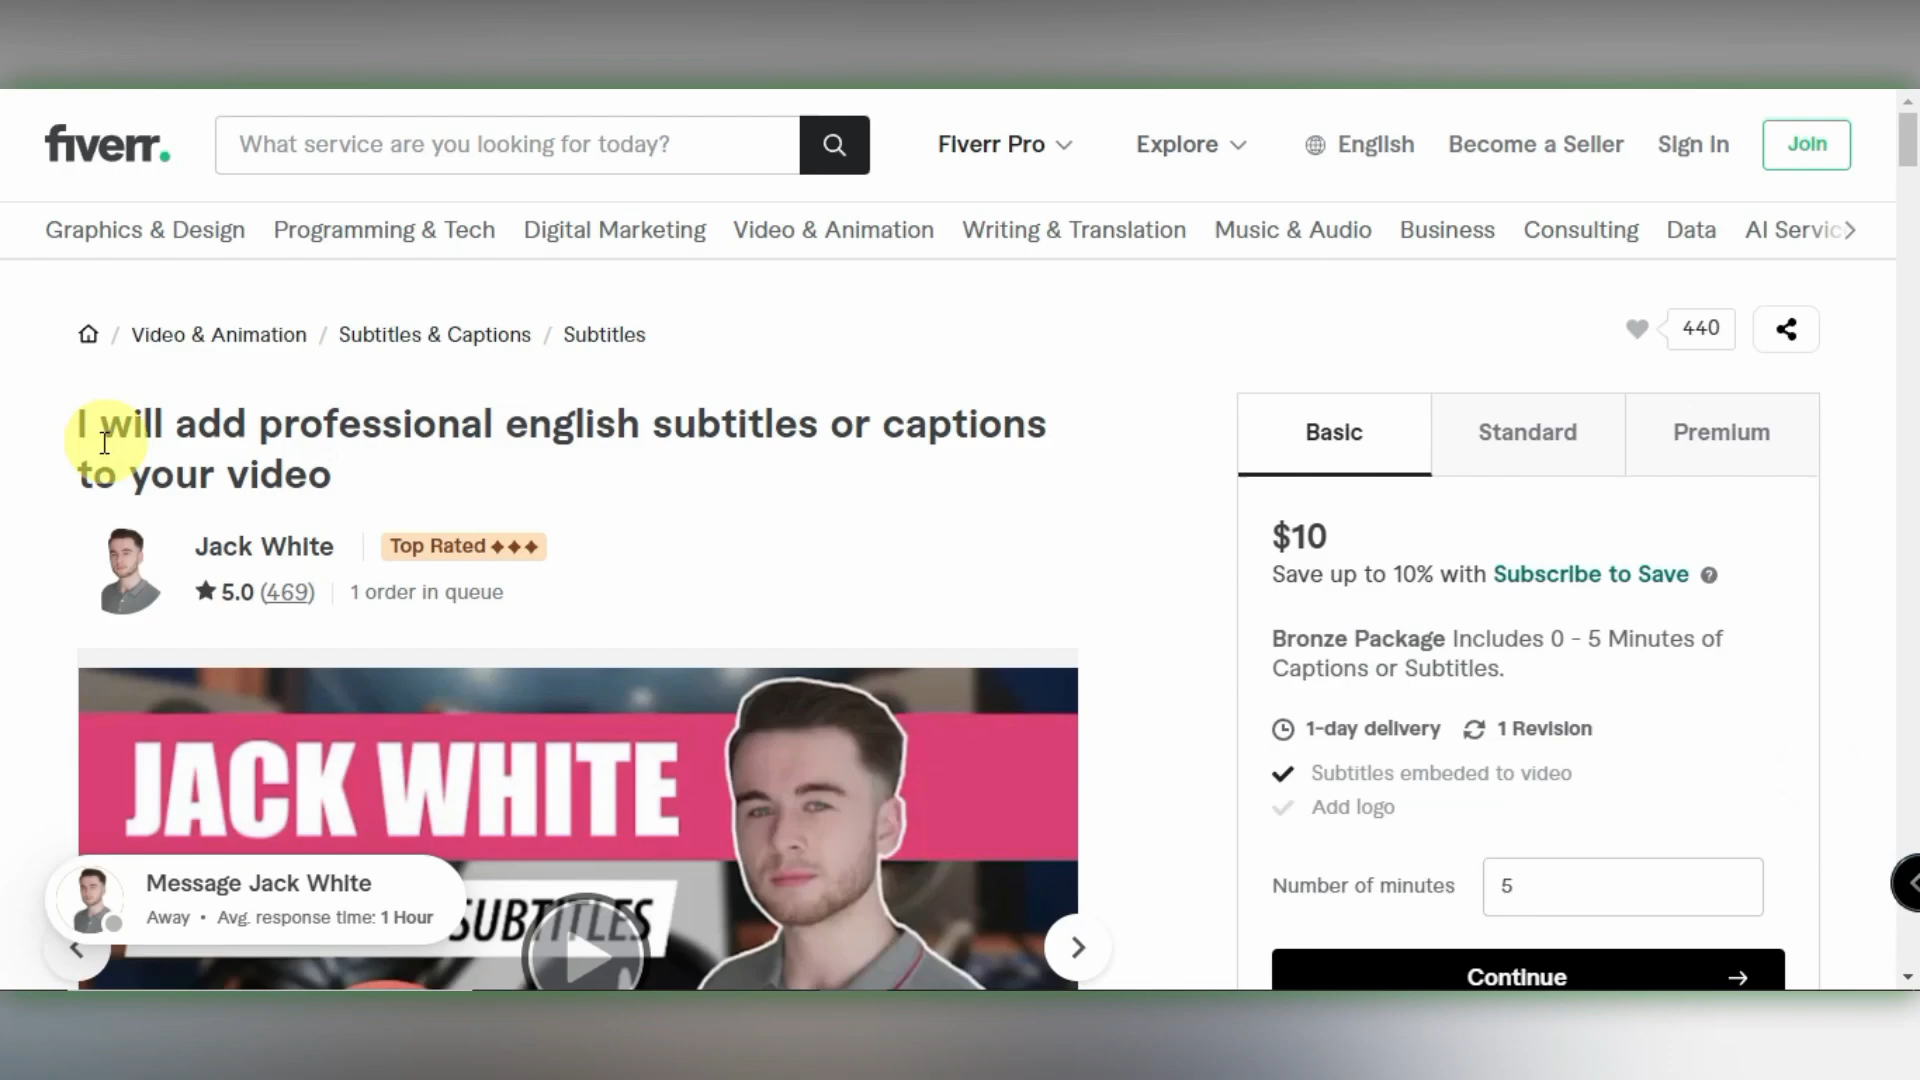 fiverr.
What service are you looking for today?
Fiverr Pro
Explore
English
Become a Seller
Sign In
Join
Graphics & Design
Programming & Tech
Digital Marketing
Video & Animation
Writing & Translation
Music & Audio
Business
Consulting
Data
AI Servic
/ Video & Animation / Subtitles & Captions / Subtitles
440
I will add professional english subtitles or captions
to your video
Jack White
Top Rated
5.0 (469)
1 order in queue
JACK WHITE
SUBTITLES
Message Jack White
Away • Avg. response time: 1 Hour
Basic
Standard
Premium
$10
Save up to 10% with Subscribe to Save
Bronze Package Includes 0 - 5 Minutes of
Captions or Subtitles.
1-day delivery
1 Revision
Subtitles embeded to video
Add logo
Number of minutes
5
Continue